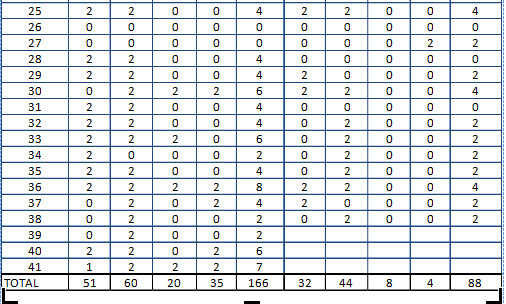 25 2 2 0 0 4 2 2 0 0 4
26 0 0 0 0 0 0 0 0 0 0
27 0 0 0 0 0 0 0 0 2 2
28 2 2 0 0 4 0 0 0 0 0
29 2 2 0 0 4 2 0 0 0 2
30 0 2 2 2 6 2 2 0 0 4
31 2 2 0 0 4 0 0 0 0 0
32 2 2 0 0 4 0 2 0 0 2
33 2 2 2 0 6 0 2 0 0 2
34 2 0 0 0 2 0 2 0 0 2
35 2 2 0 0 4 0 2 0 0 2
36 2 2 2 2 8 2 2 0 0 4
37 0 2 0 2 4 2 0 0 0 2
38 0 2 0 0 2 0 2 0 0 2
39 0 2 0 0 2
40 2 2 0 2 6
41 1 2 2 2 7
TOTAL 51 60 20 35 166 32 44 8 4 88